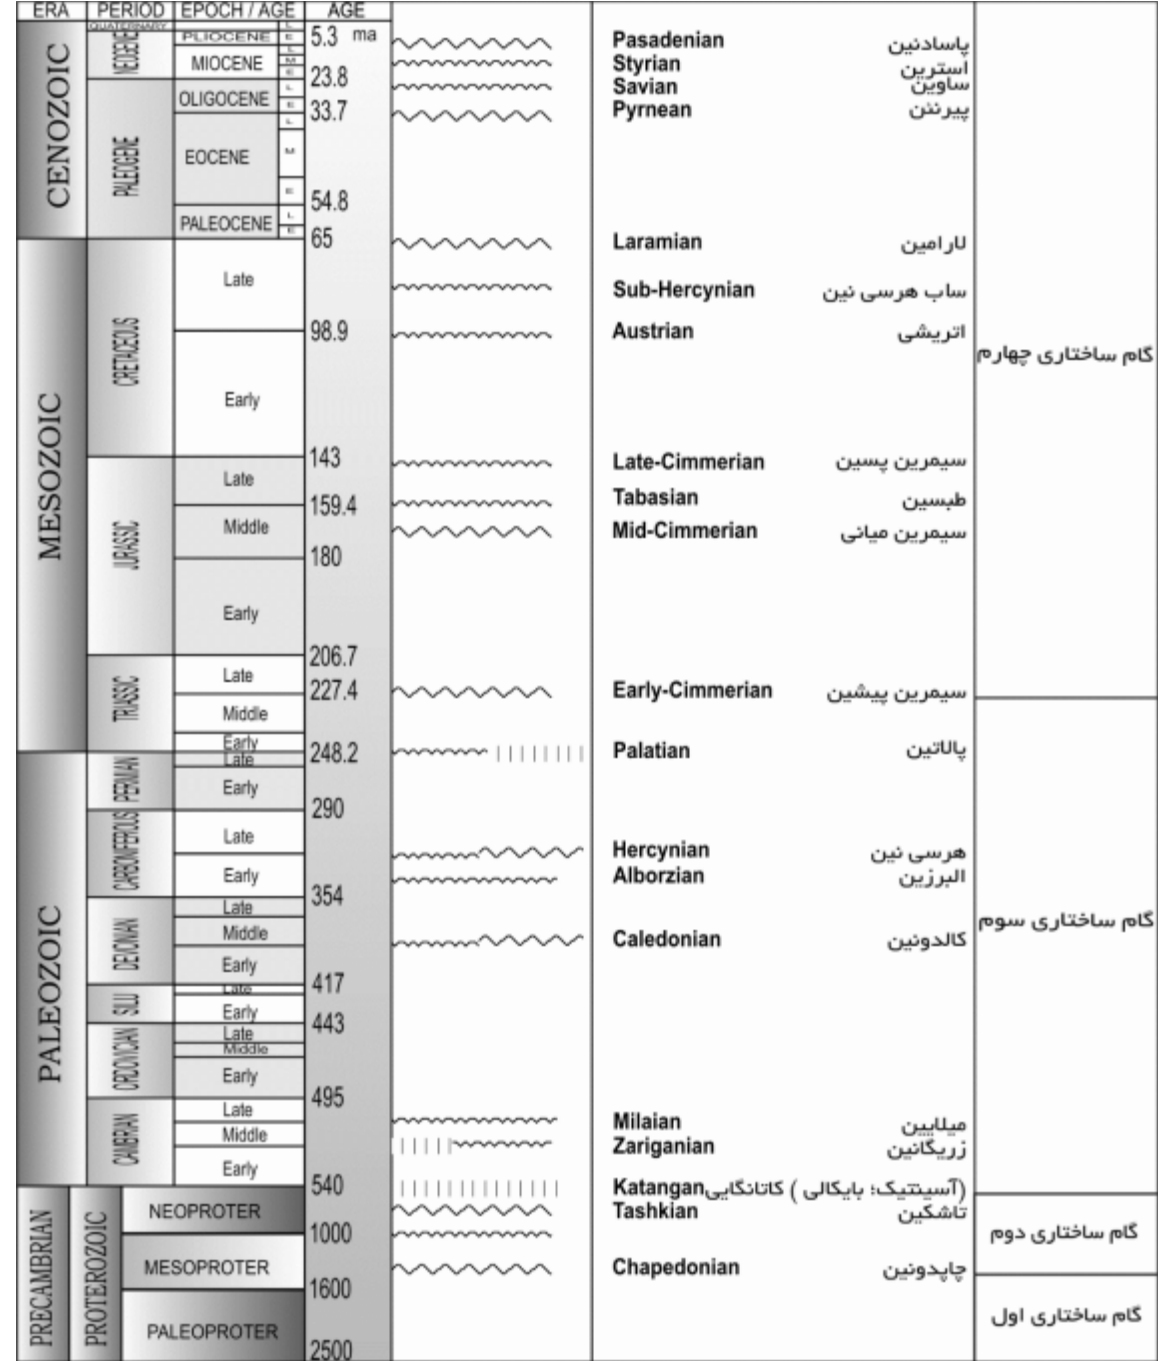 ERA PERIOD EPOCH / AGE AGE
CENOZOIC
QUATERNARY L
NEOGENE
PLIOCENE E 5.3 ma
Pasadenian پاسادنین
L
MIOCENE M
Styrian استرین
E 23.8
Savian ساوین
PALEOGENE
OLIGOCENE L
E 33.7
Pyrnean پیرنئن
L
EOCENE M
E 54.8
PALEOCENE L
E 65
Laramian لارامین
MESOZOIC
CRETACEOUS
Late
Sub-Hercynian ساب هرسی نین
98.9 Austrian اتریشی
گام ساختاری چهارم
Early
143 Late-Cimmerian سیمرین پسین
JURASSIC
Late
159.4 Tabasian طبسین
Middle
Mid-Cimmerian سیمرین میانی
180
Early
206.7
TRIASSIC
Late
227.4 Early-Cimmerian سیمرین پیشین
Middle
Early
248.2 Palatian پالاتین
PALEOZOIC
PERMIAN
Late
Early
290
CARBONIFEROUS
Late
Hercynian هرسی نین
Early
Alborzian البرزین
354
DEVONIAN
Late
Middle
گام ساختاری سوم
Caledonian کالدونین
Early
417
SILU
Late
Early
443
ORDOVICIAN
Late
Middle
Early
495
CAMBRIAN
Late
Milaian میلایین
Middle
Zariganian زریگانین
Early
540
Katangan کاتانگایی ( آسینتیک؛ بایکالی)
PRECAMBRIAN
PROTEROZOIC
NEOPROTER
Tashkian تاشکین
1000
گام ساختاری دوم
MESOPROTER
Chapedonian چاپدونین
1600
PALEOPROTER
گام ساختاری اول
2500